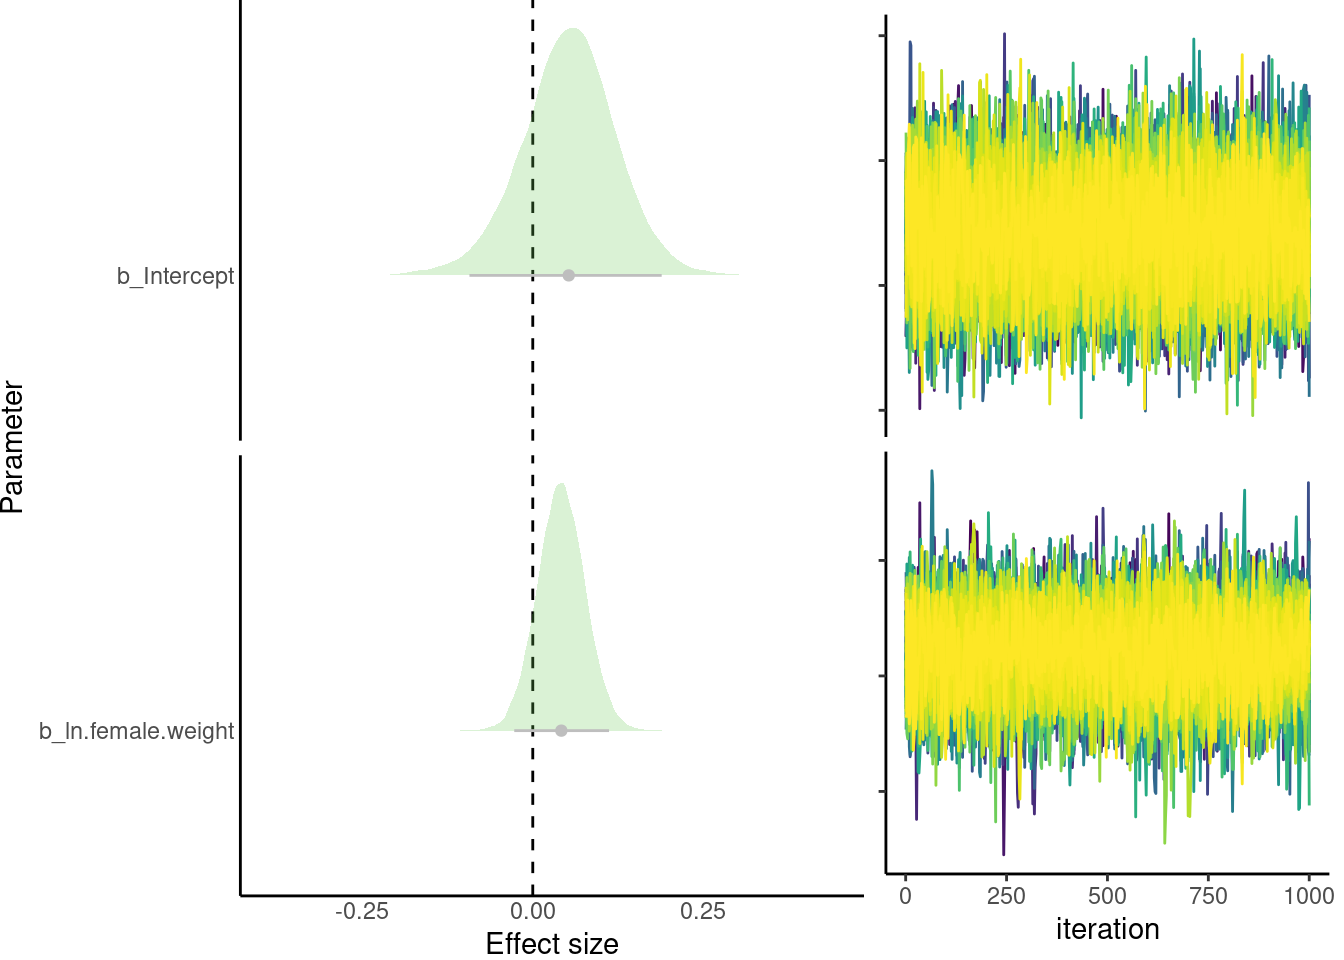 Parameter
b_Intercept
b_ln.female.weight
-0.25 0.00 0.25
Effect size
0 250 500 750 1000
iteration